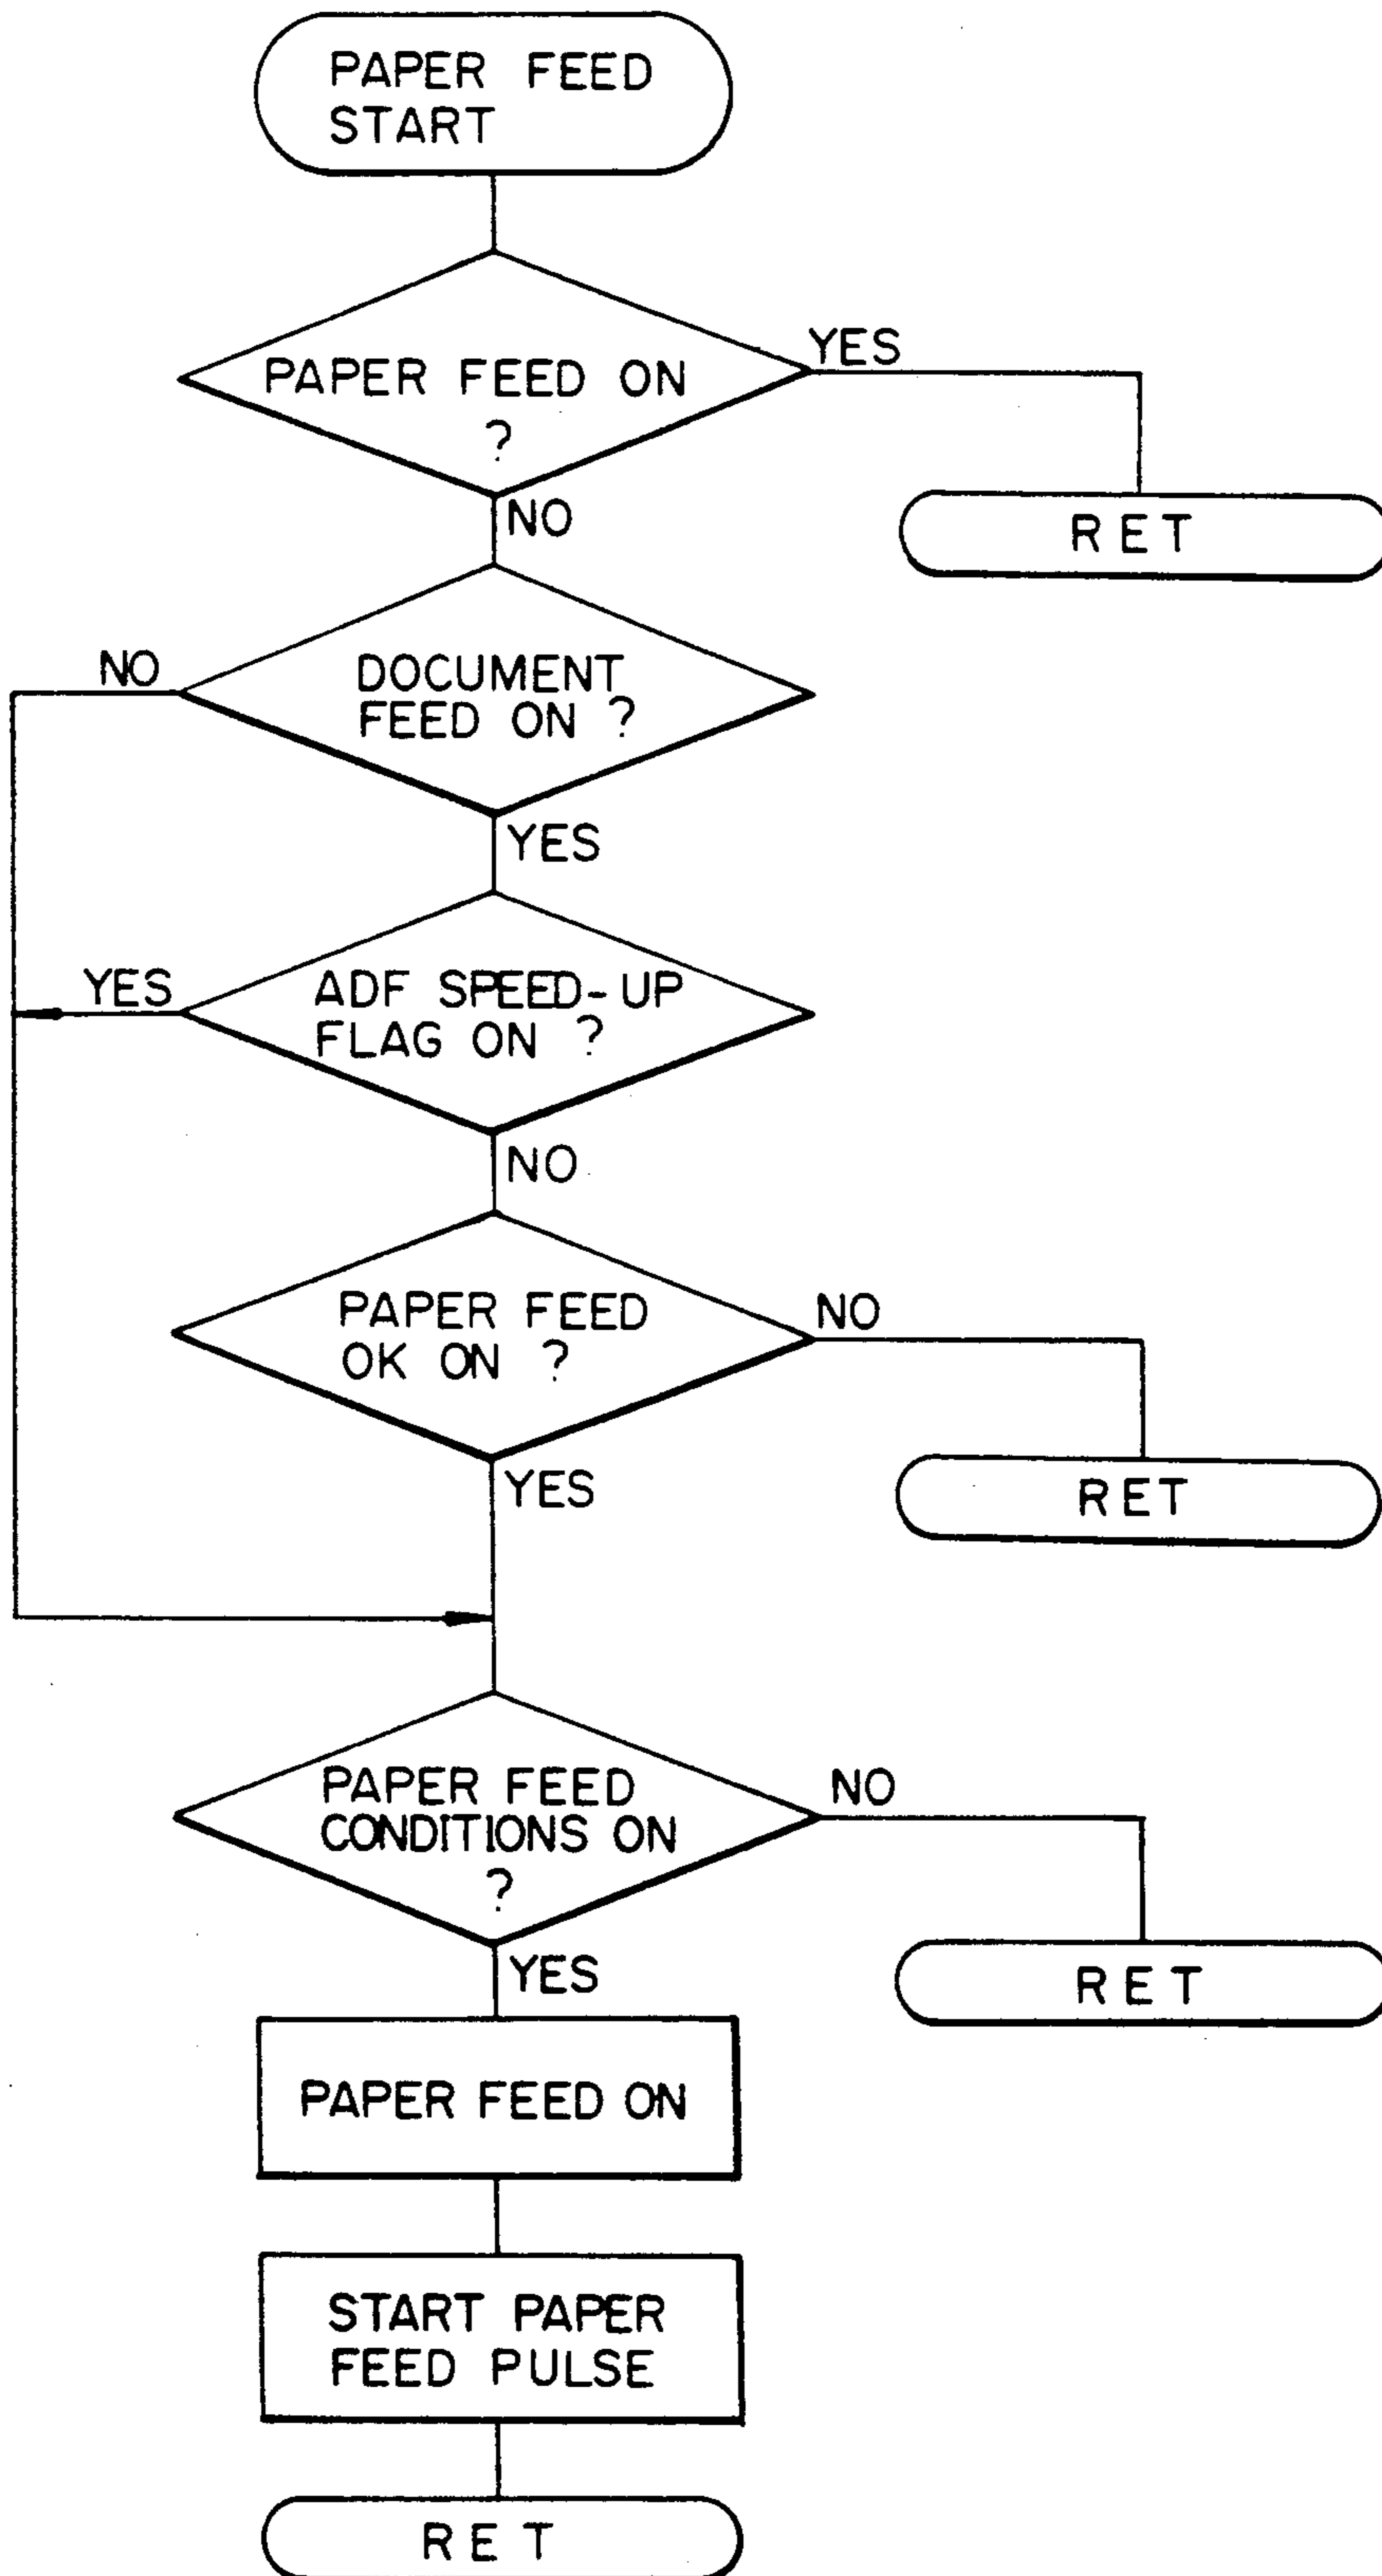 PAPER FEED
START
PAPER FEED ON
?
YES
RET
NO
DOCUMENT
FEED ON ?
NO
YES
ADF SPEED-UP
FLAG ON ?
YES
NO
PAPER FEED
OK ON ?
NO
RET
YES
PAPER FEED
CONDITIONS ON
?
NO
RET
YES
PAPER FEED ON
START PAPER
FEED PULSE
RET